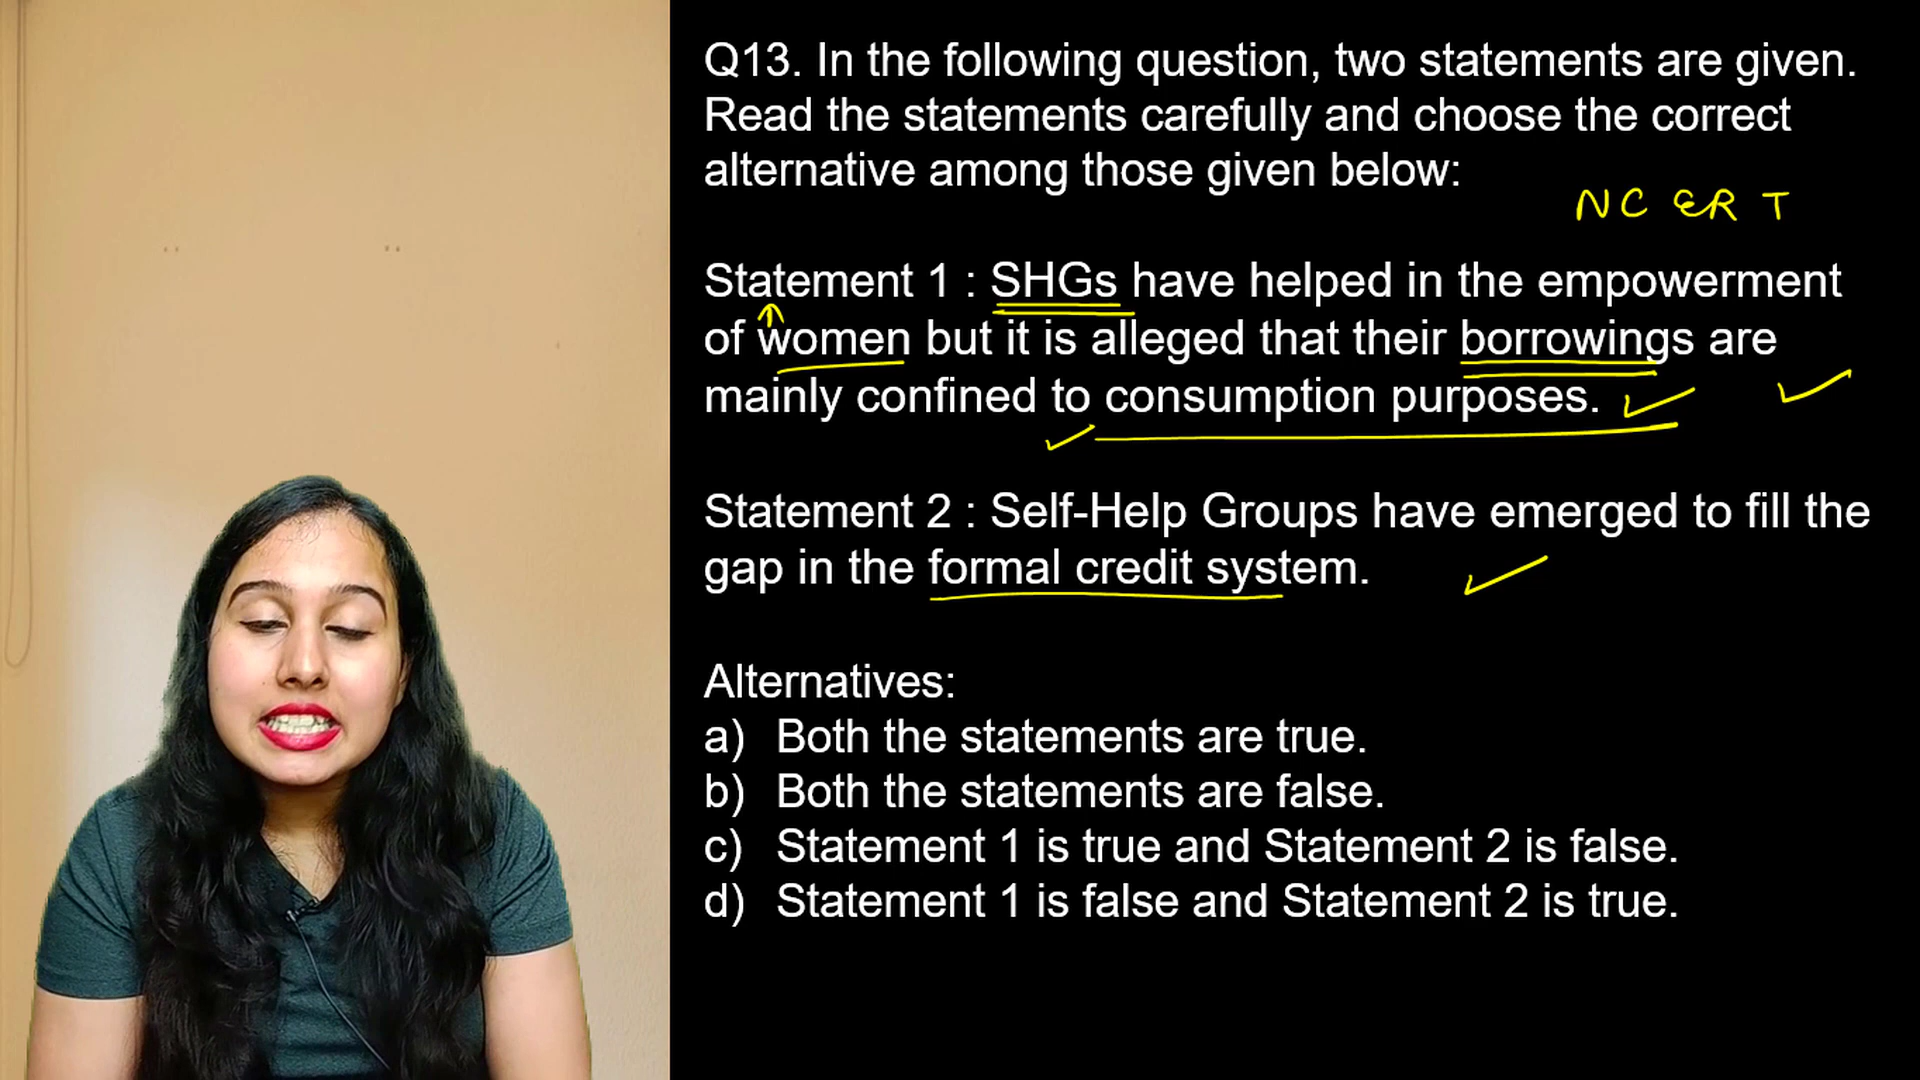 Q13. In the following question, two statements are given.
Read the statements carefully and choose the correct
alternative among those given below:
NCERT
Statement 1 : SHGs have helped in the empowerment
of women but it is alleged that their borrowings are
mainly confined to consumption purposes.
Statement 2 : Self-Help Groups have emerged to fill the
gap in the formal credit system.
Alternatives:
a) Both the statements are true.
b) Both the statements are false.
c) Statement 1 is true and Statement 2 is false.
d) Statement 1 is false and Statement 2 is true.